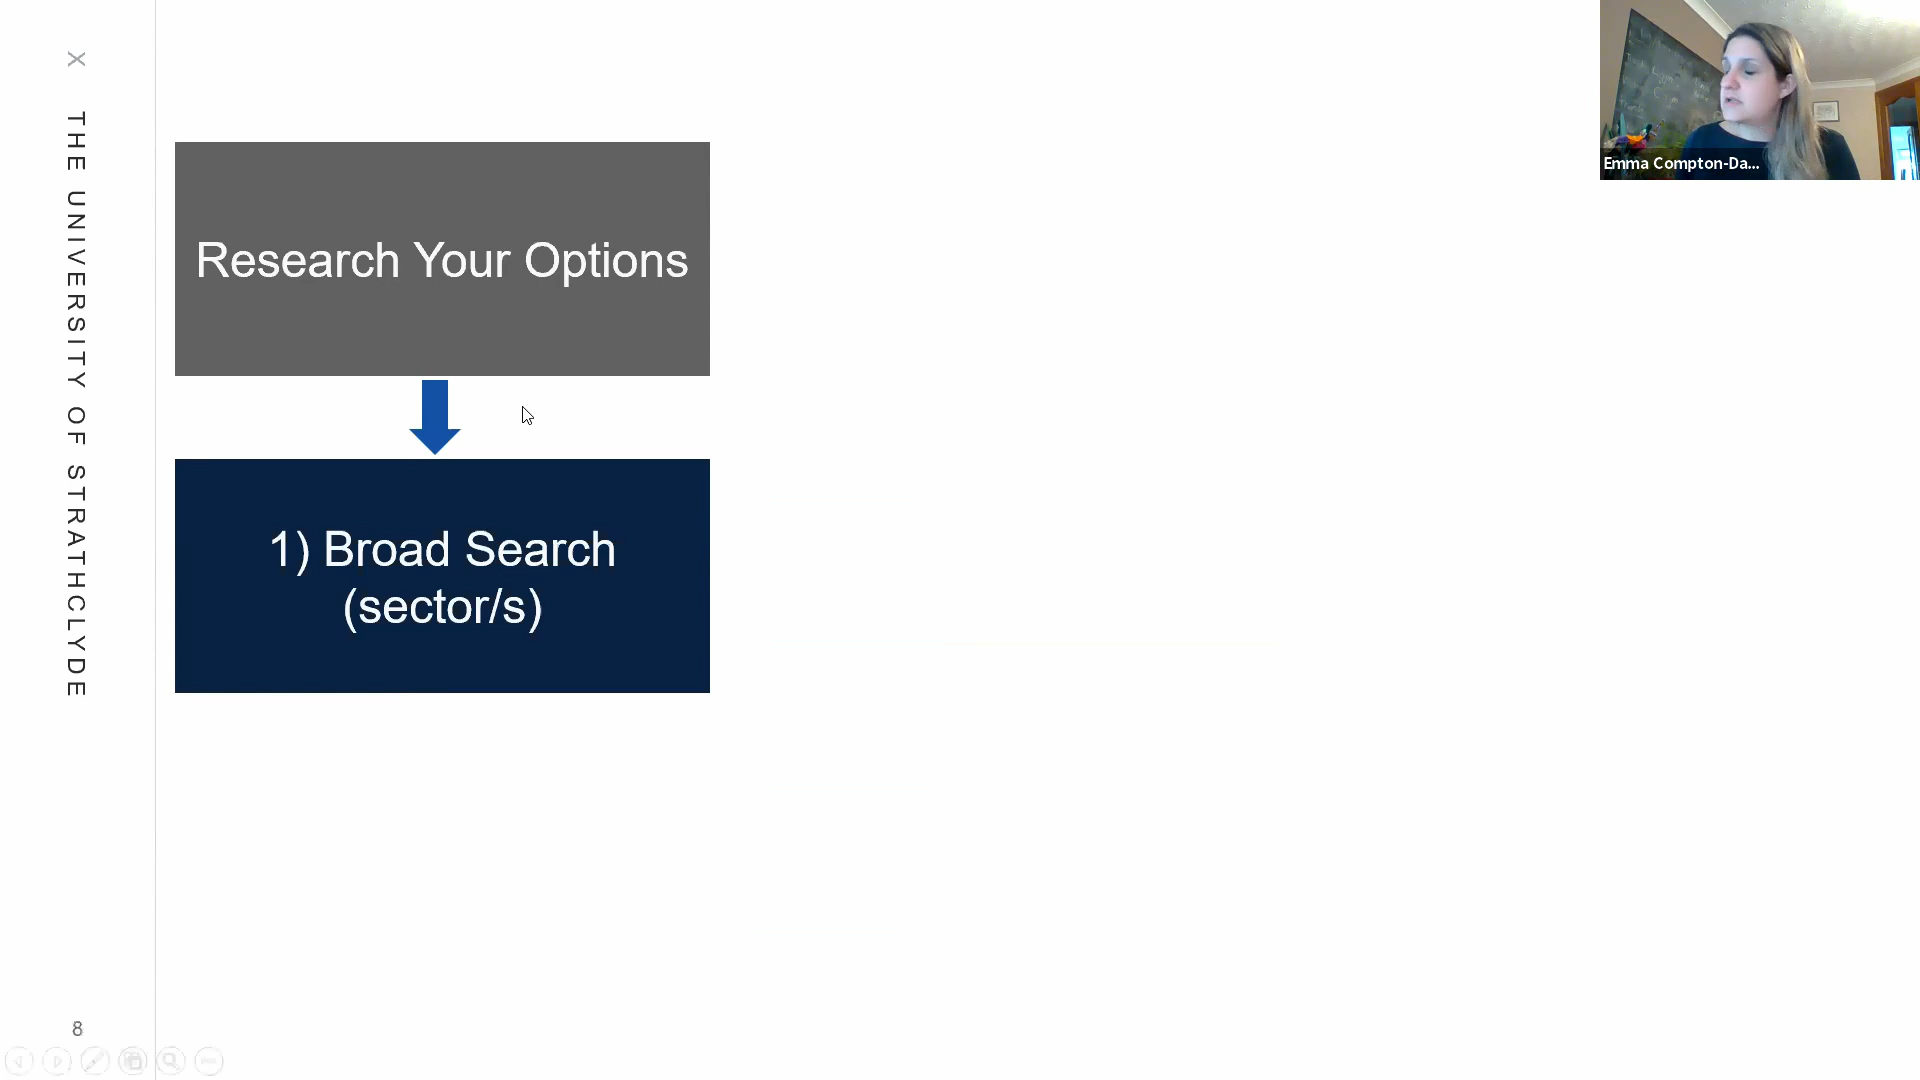 X
THE UNIVERSITY OF STRATHCLYDE
Research Your Options
1) Broad Search
(sector/s)
Emma Compton-Da...
8